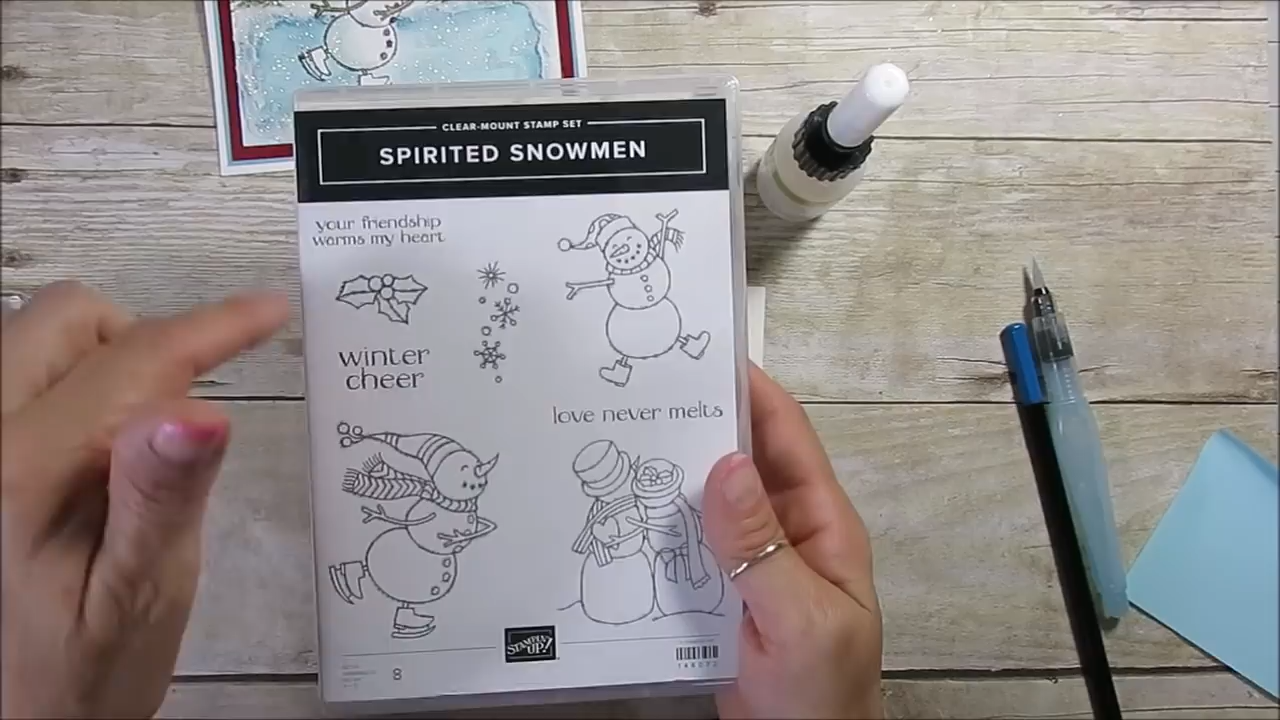 CLEAR-MOUNT STAMP SET
SPIRITED SNOWMEN
your friendship
warms my heart
winter
cheer
love never melts
STAMPIN' UP!
8